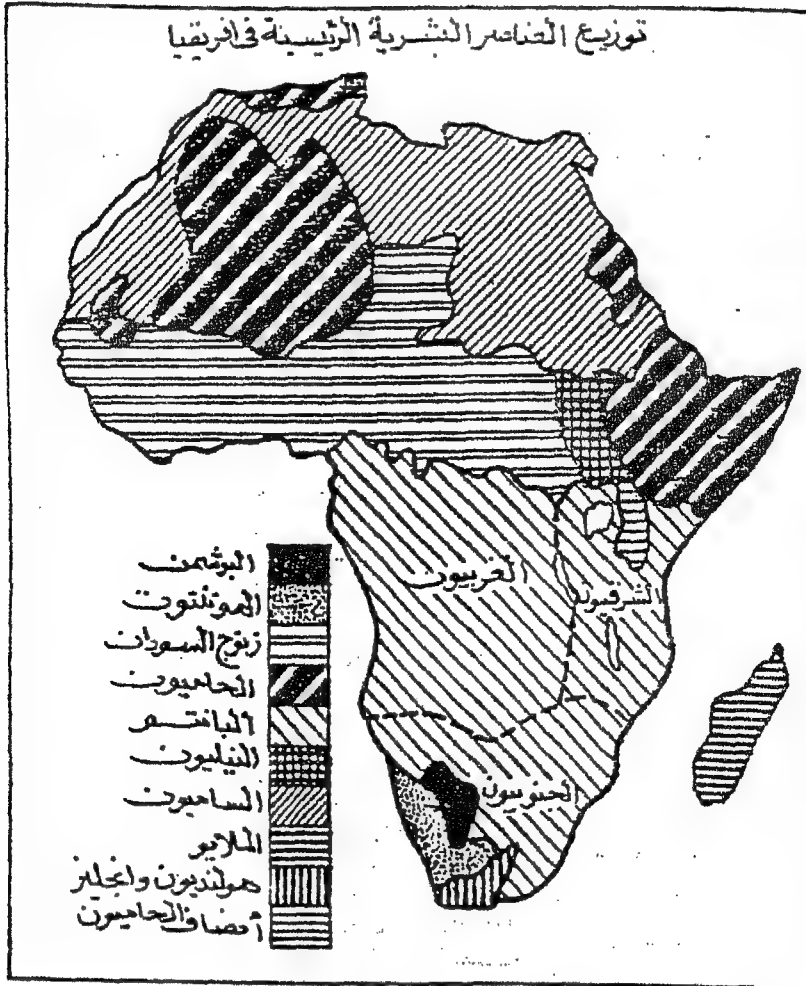 توزيع العناصر البشرية الرئيسية في افريقيا
الغربيون
الشرقيون
الجنوبيون
البوشمن
الهوتنتوت
زنوج السودان
الحاميون
البانتو
النيليون
الساميون
الملايو
هولنديون وانجليز
أنصاف الحاميون